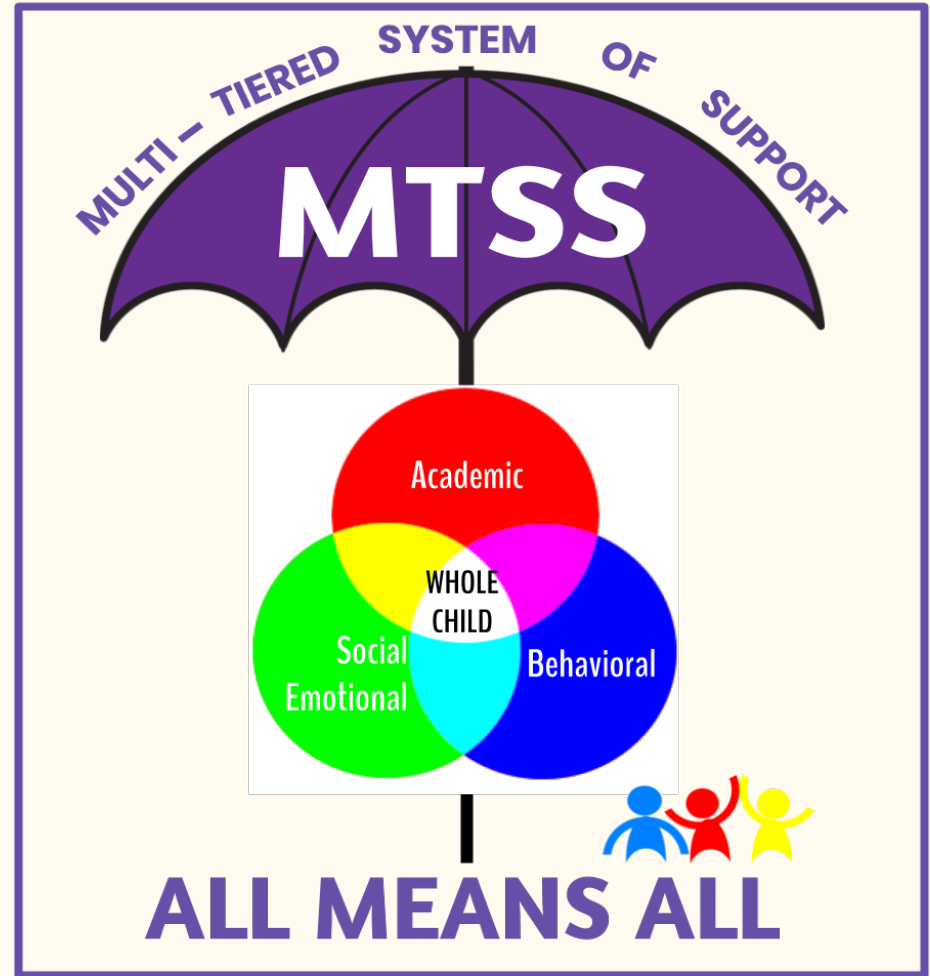 MULTI – TIERED SYSTEM OF SUPPORT
MTSS
Academic
WHOLE
CHILD
Social
Emotional
Behavioral
ALL MEANS ALL